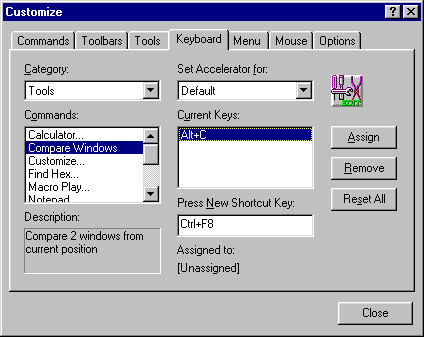 Customize
Commands Toolbars Tools Keyboard Menu Mouse Options
Category:
Tools
Commands:
Calculator...
Compare Windows
Customize...
Find Hex...
Macro Play...
Notepad
Description:
Compare 2 windows from
current position
Set Accelerator for:
Default
Current Keys:
Alt+C
Press New Shortcut Key:
Ctrl+F8
Assigned to:
[Unassigned]
Assign
Remove
Reset All
Close